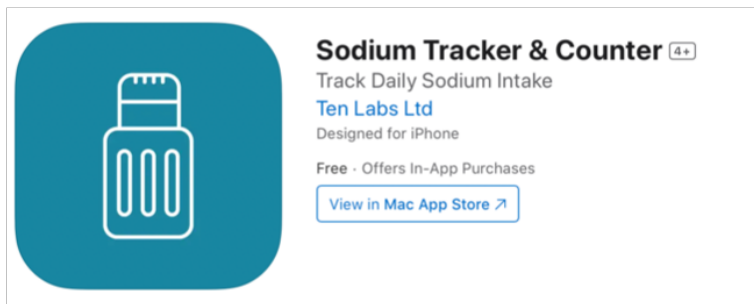 Sodium Tracker & Counter 4+
Track Daily Sodium Intake
Ten Labs Ltd
Designed for iPhone
Free · Offers In-App Purchases
View in Mac App Store ↗